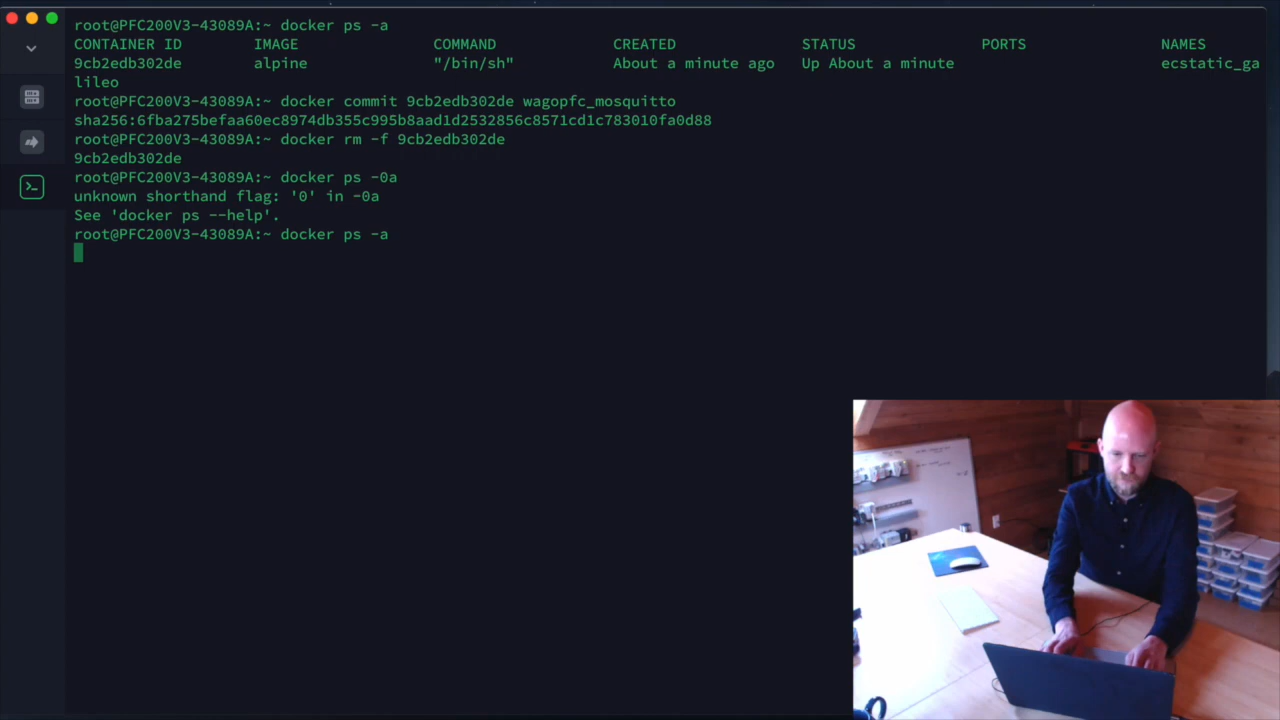 root@PFC200V3-43089A:~ docker ps -a
CONTAINER ID IMAGE COMMAND CREATED STATUS PORTS NAMES
9cb2edb302de alpine "/bin/sh" About a minute ago Up About a minute ecstatic_ga
lileo
root@PFC200V3-43089A:~ docker commit 9cb2edb302de wagopfc_mosquitto
sha256:6fba275befaa60ec8974db355c995b8aad1d2532856c8571cd1c783010fa0d88
root@PFC200V3-43089A:~ docker rm -f 9cb2edb302de
9cb2edb302de
root@PFC200V3-43089A:~ docker ps -0a
unknown shorthand flag: '0' in -0a
See 'docker ps --help'.
root@PFC200V3-43089A:~ docker ps -a